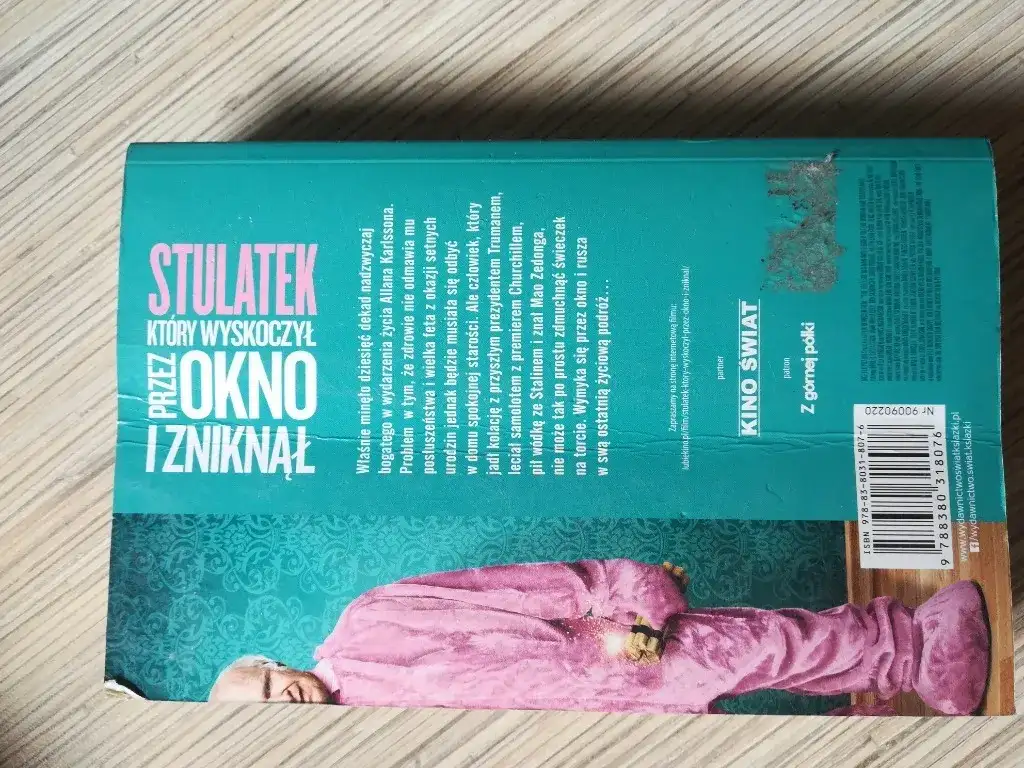 STULATEK
KTÓRY WYSKOCZYŁ
PRZEZ OKNO
I ZNIKNĄŁ
Właśnie minęło dziesięć dekad nadzwyczaj
bogatego w wydarzenia życia Allana Karlssona.
Problem w tym, że zdrowie nie odmawia mu
posłuszeństwa i wielka feta z okazji setnych
urodzin jednak będzie musiała się odbyć
w domu spokojnej starości. Ale człowiek, który
jadł kolację z przyszłym prezydentem Trumanem,
leciał samolotem z premierem Churchillem,
pił wódkę ze Stalinem i znał Mao Zedonga,
nie może tak po prostu zdmuchnąć świeczek
na torcie. Wymyka się przez okno i rusza
w swą ostatnią życiową podróż...
Zapraszamy na stronę internetową filmu:
lubiekino.pl/film/stulatek-ktory-wyskoczyl-przez-okno-i-zniknal/
partner
KINO ŚWIAT
patron
Z górnej półki
ISBN 978-83-8031-807-6
Nr 90090220
9 788380 318076
www.wydawnictwoswiatksiazki.pl
f/wydawnictwo.swiat.ksiazki